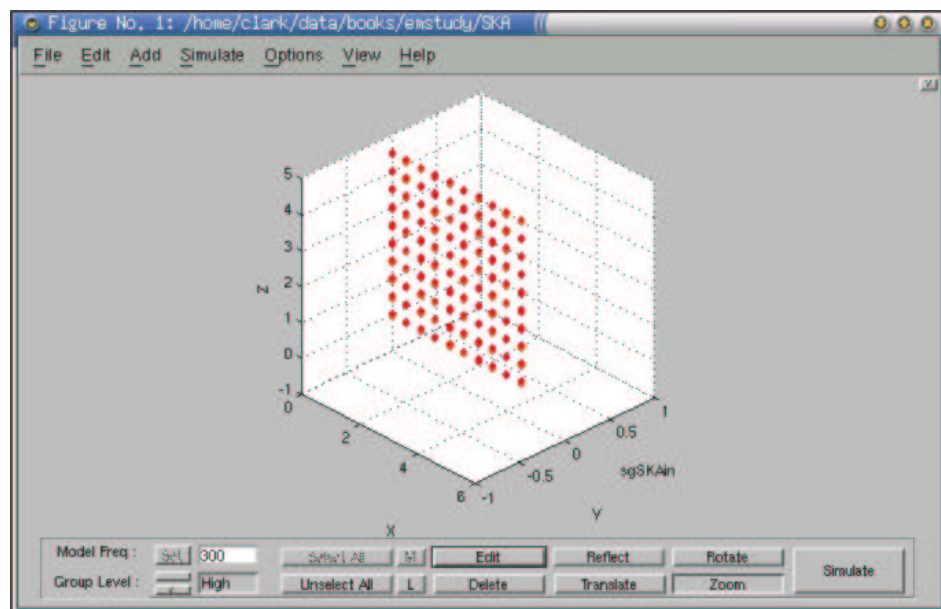 Figure No. 1: /home/clark/data/books/emstudy/SKA
File Edit Add Simulate Options View Help
5
4
3
2
1
0
-1
Z
0
2
4
6
X
-1
-0.5
0
0.5
1
Y
sgSKAin
Model Freq : Set 300 Select All M Edit Reflect Rotate
Group Level : High Unselect All L Delete Translate Zoom
Simulate